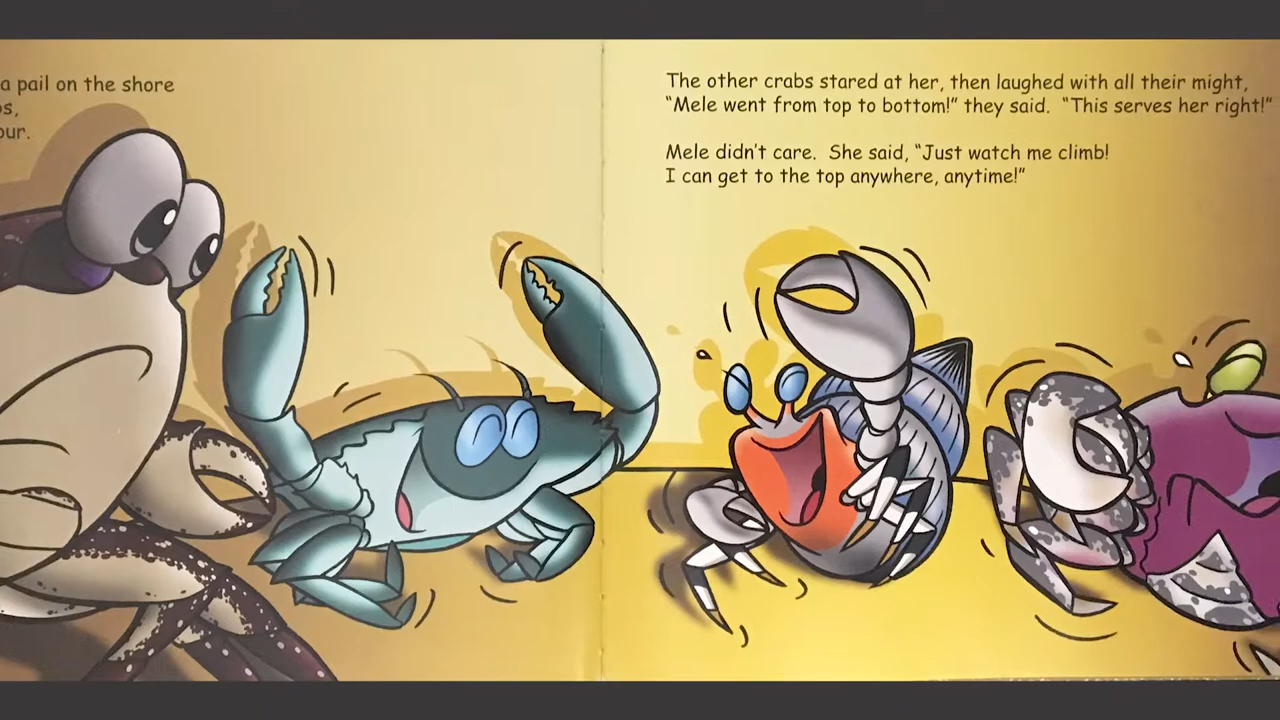 a pail on the shore
The other crabs stared at her, then laughed with all their might,
“Mele went from top to bottom!” they said.  “This serves her right!”
Mele didn’t care.  She said, “Just watch me climb!
I can get to the top anywhere, anytime!”